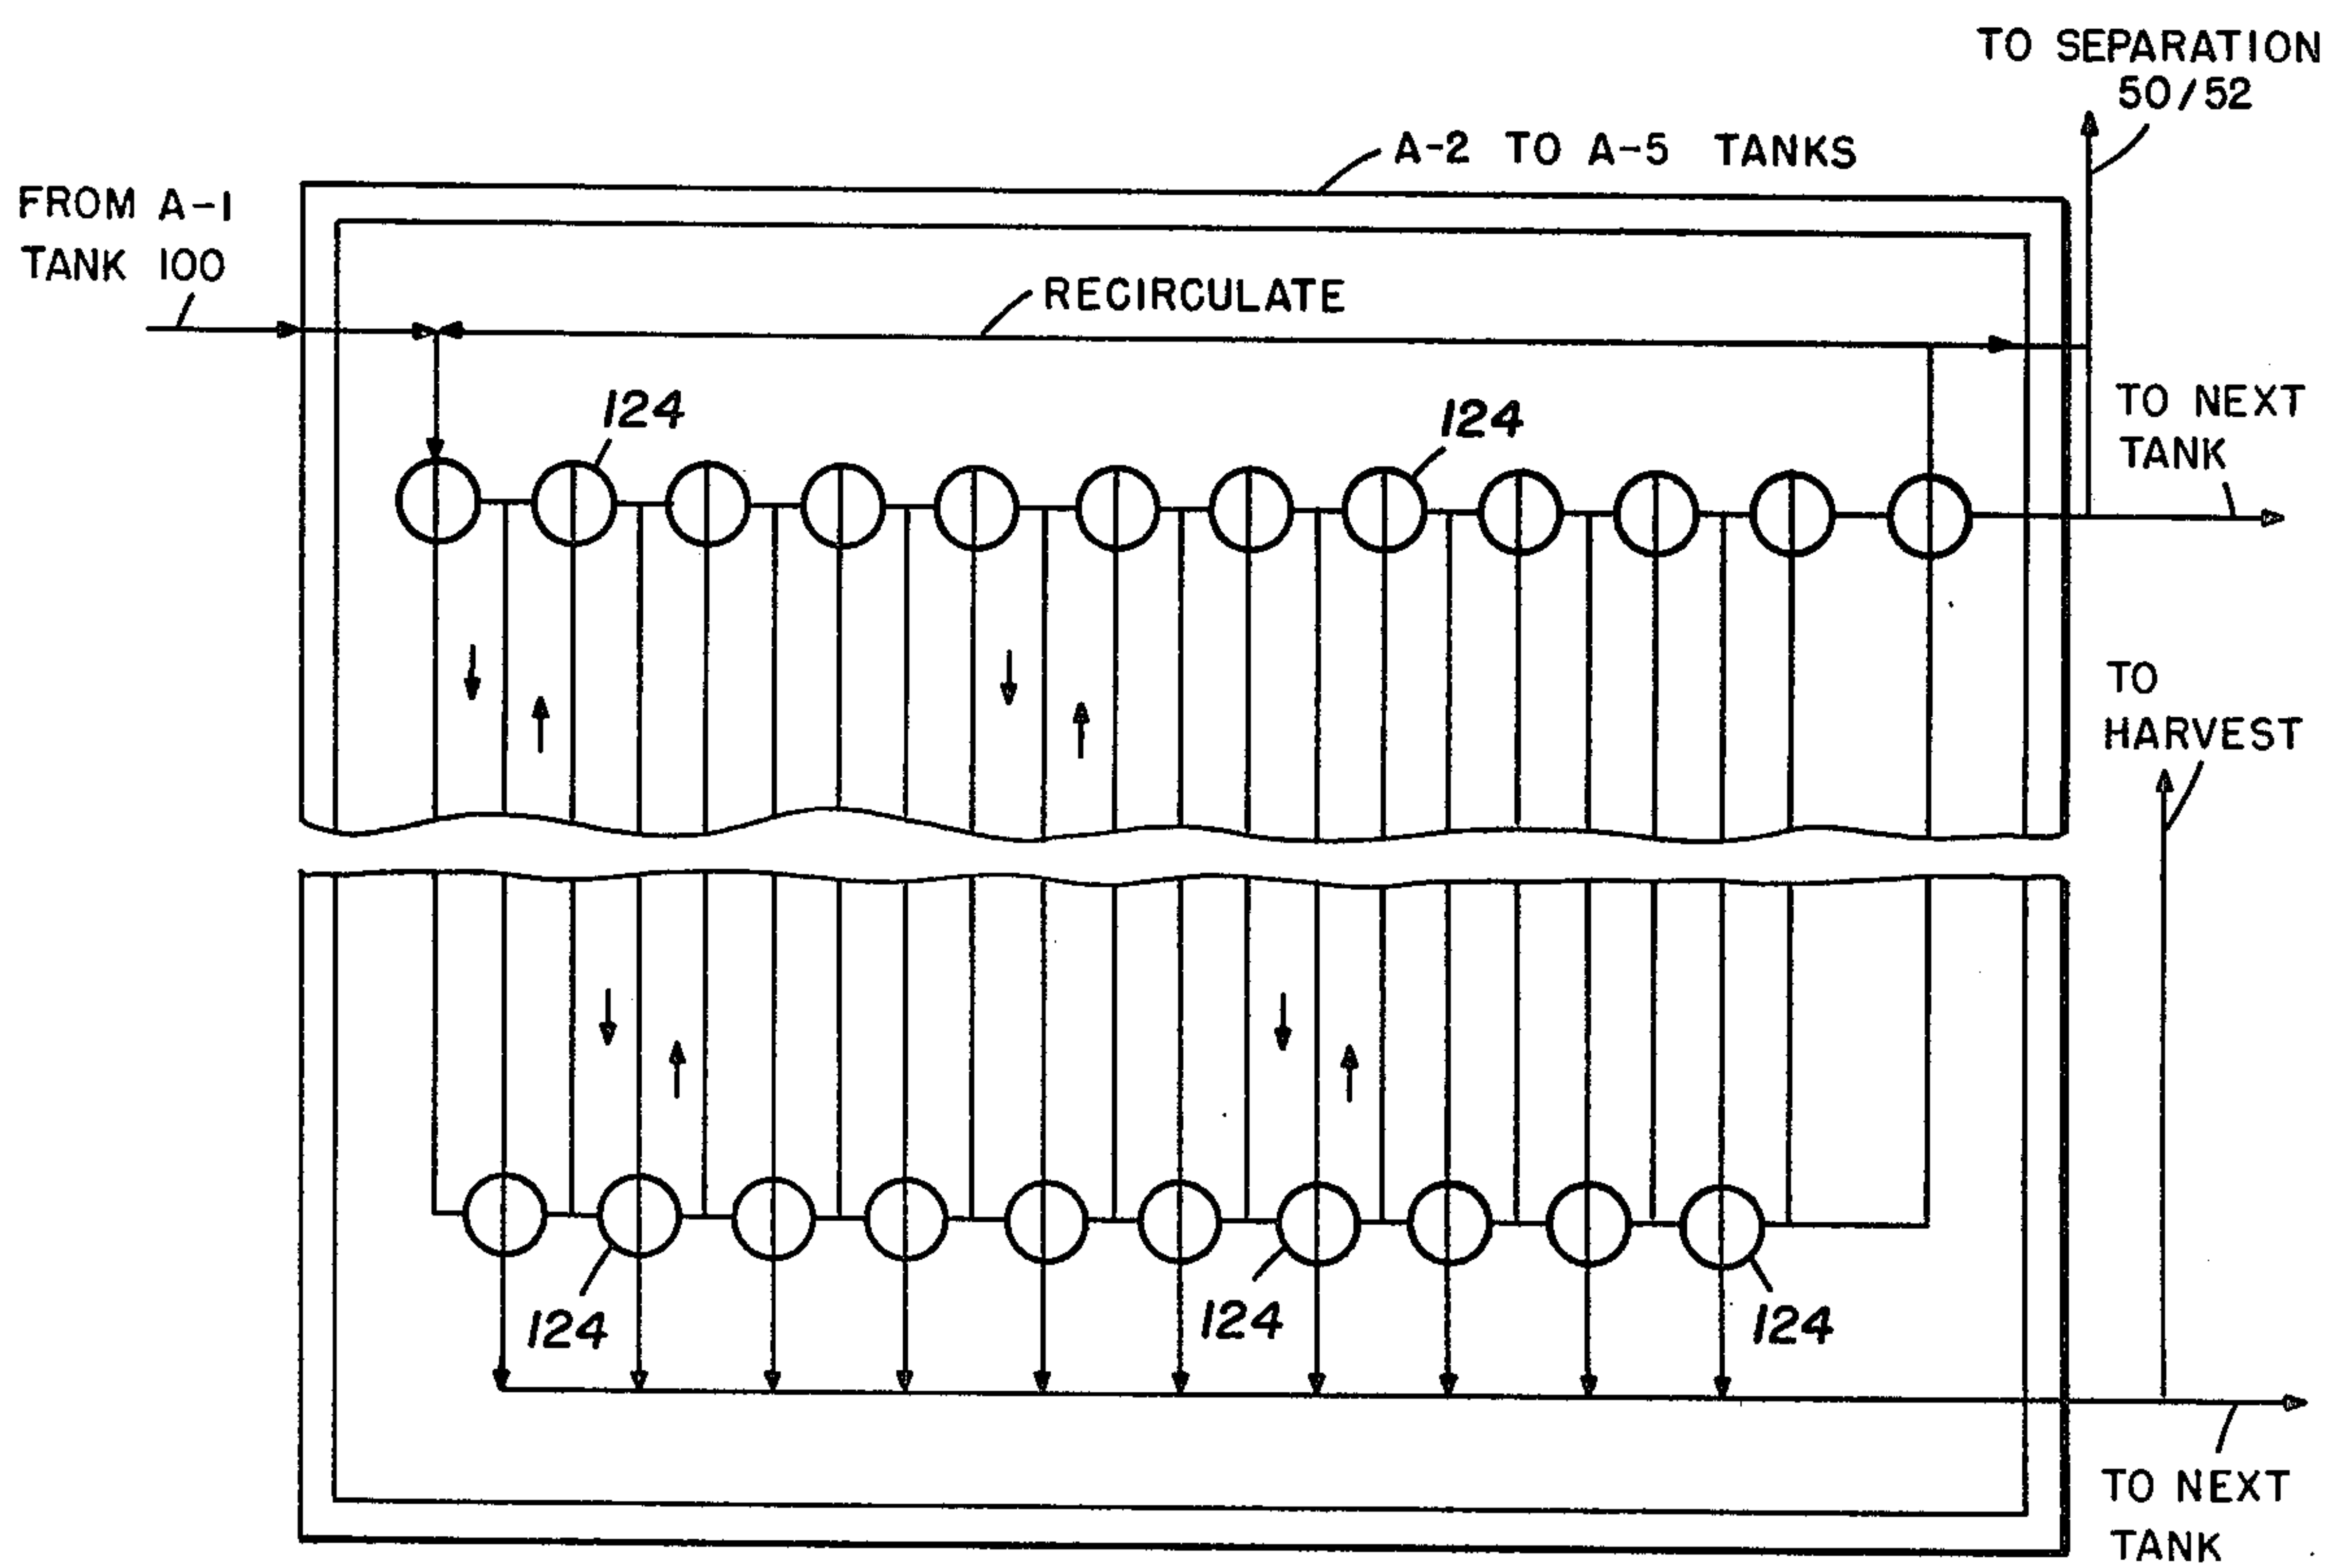 TO SEPARATION
50/52
A-2 TO A-5 TANKS
FROM A-1
TANK 100
RECIRCULATE
124
124
TO NEXT
TANK
TO
HARVEST
124
124
124
TO NEXT
TANK